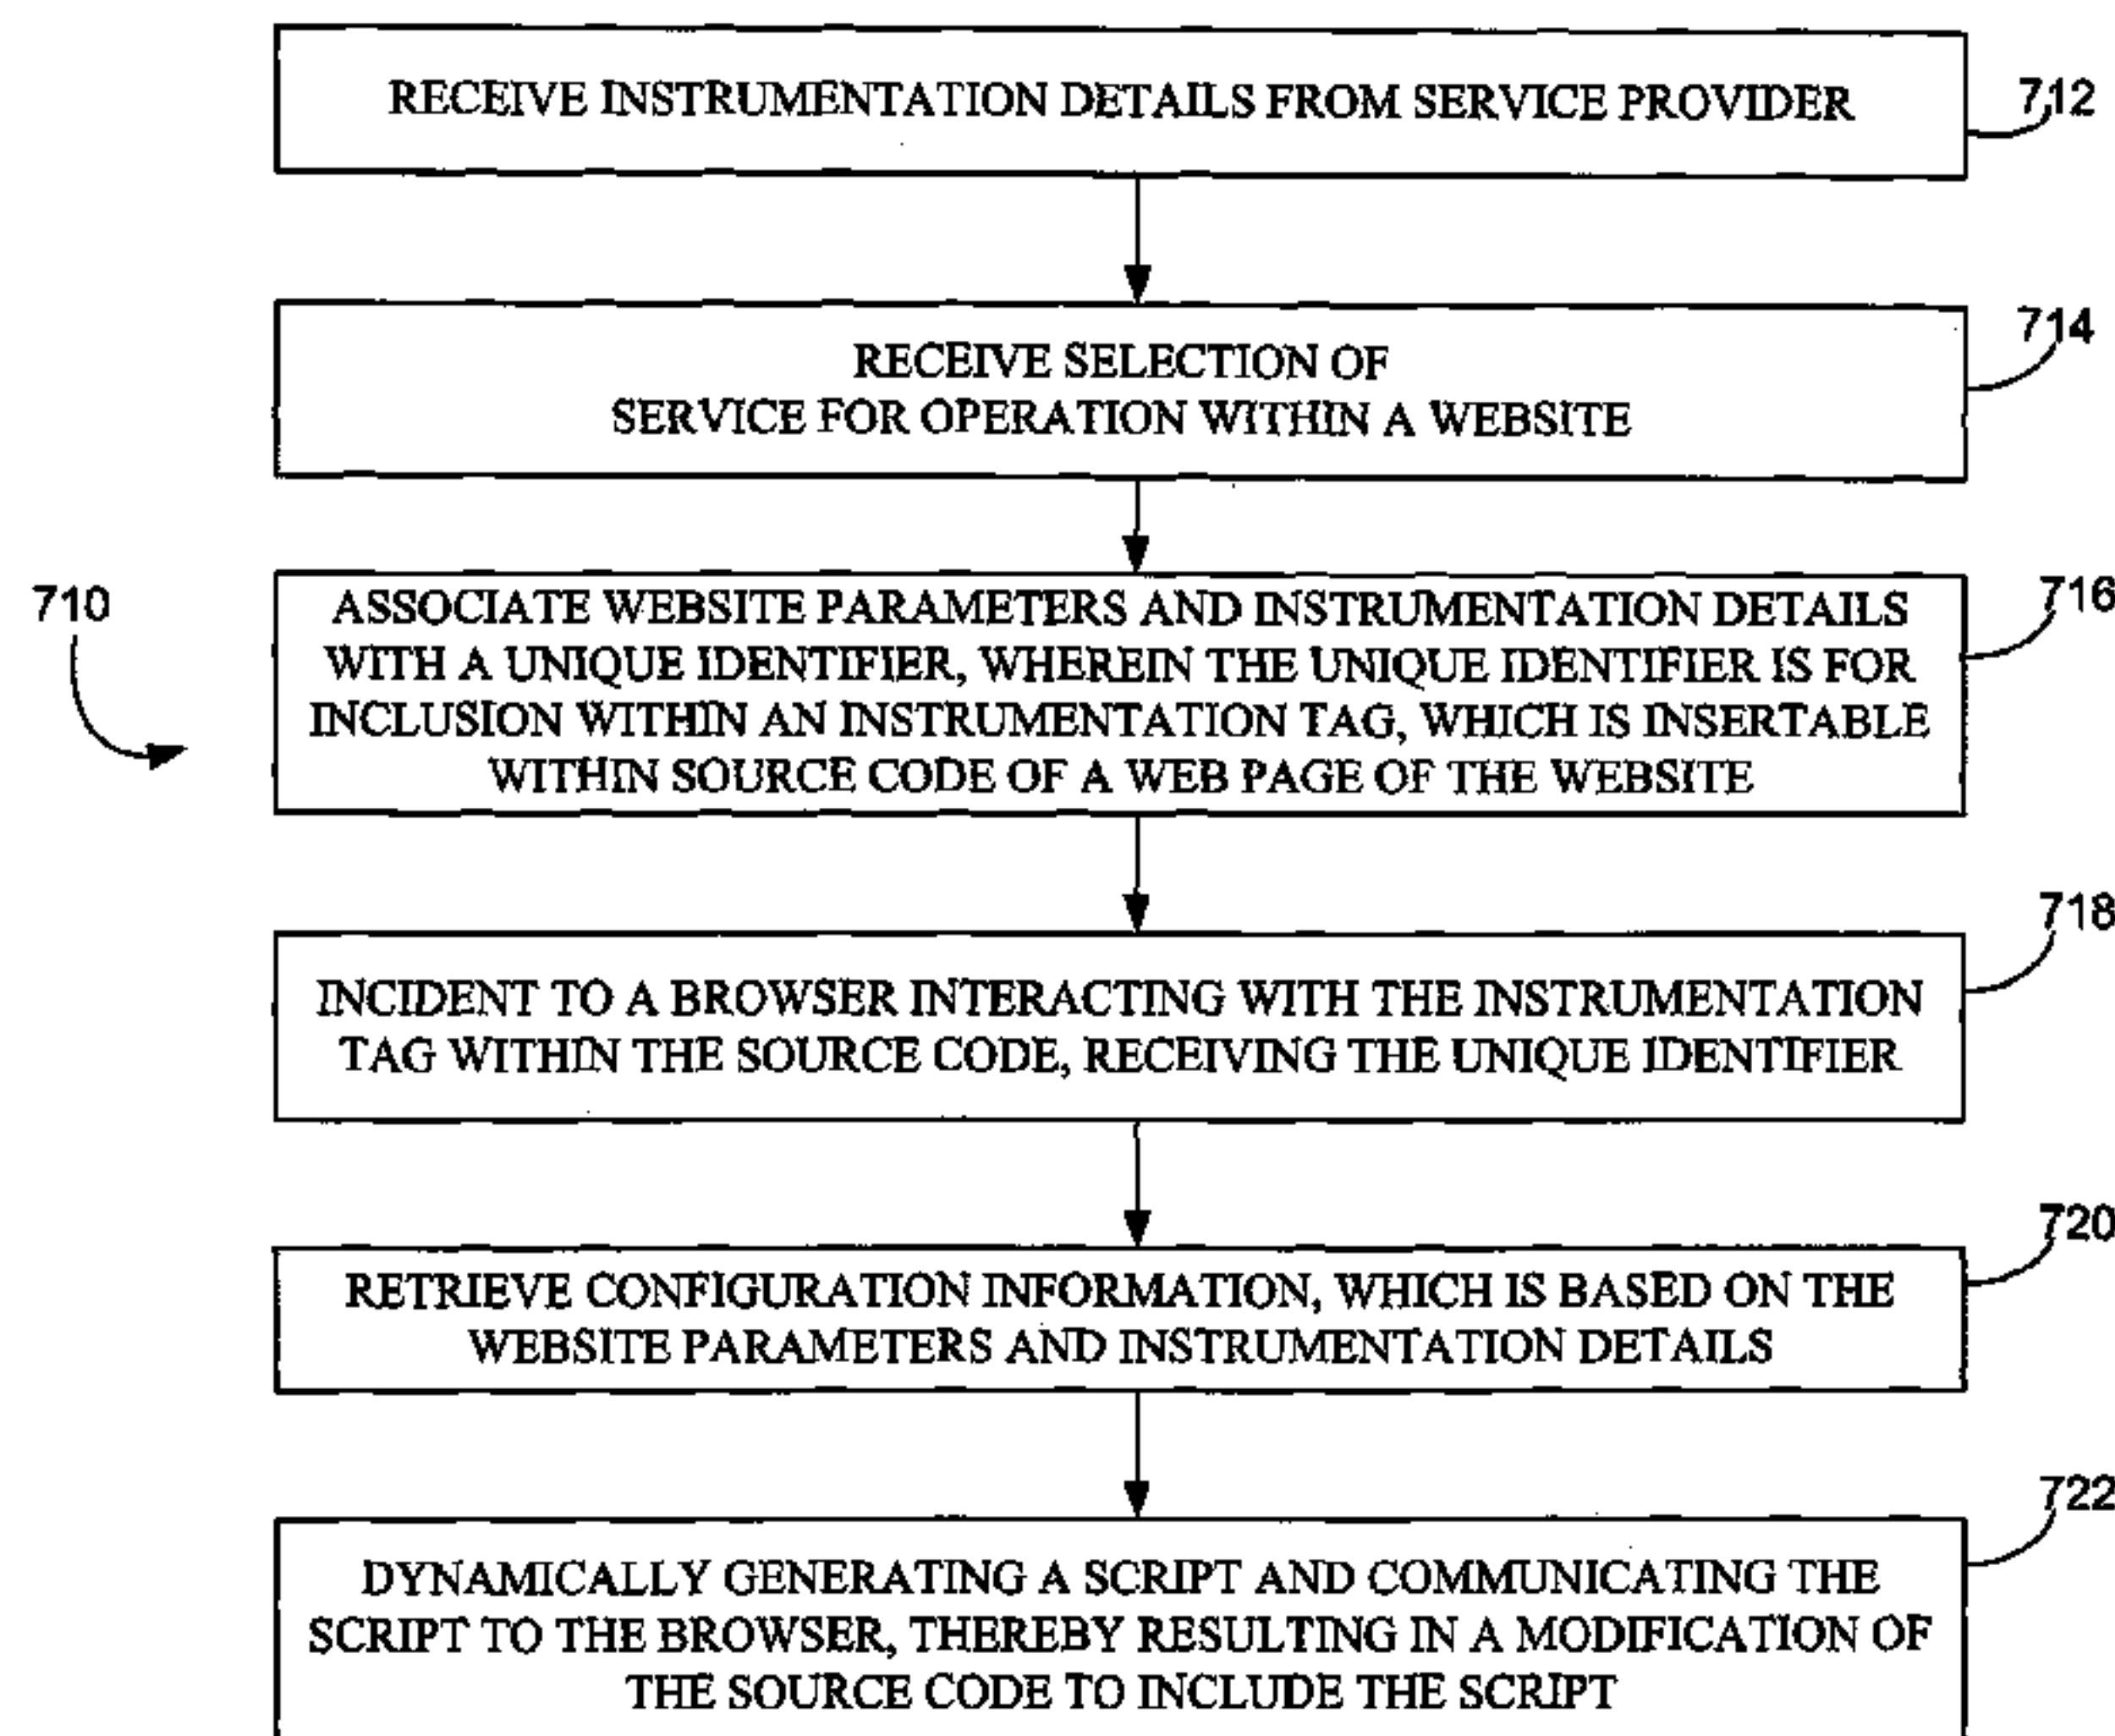 RECEIVE INSTRUMENTATION DETAILS FROM SERVICE PROVIDER
712
RECEIVE SELECTION OF
SERVICE FOR OPERATION WITHIN A WEBSITE
714
710
ASSOCIATE WEBSITE PARAMETERS AND INSTRUMENTATION DETAILS
WITH A UNIQUE IDENTIFIER, WHEREIN THE UNIQUE IDENTIFIER IS FOR
INCLUSION WITHIN AN INSTRUMENTATION TAG, WHICH IS INSERTABLE
WITHIN SOURCE CODE OF A WEB PAGE OF THE WEBSITE
716
INCIDENT TO A BROWSER INTERACTING WITH THE INSTRUMENTATION
TAG WITHIN THE SOURCE CODE, RECEIVING THE UNIQUE IDENTIFIER
718
RETRIEVE CONFIGURATION INFORMATION, WHICH IS BASED ON THE
WEBSITE PARAMETERS AND INSTRUMENTATION DETAILS
720
DYNAMICALLY GENERATING A SCRIPT AND COMMUNICATING THE
SCRIPT TO THE BROWSER, THEREBY RESULTING IN A MODIFICATION OF
THE SOURCE CODE TO INCLUDE THE SCRIPT
722